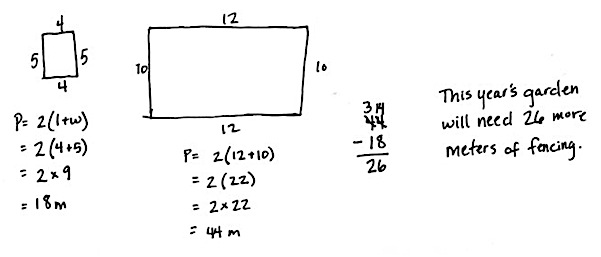 4
5 5
4
P= 2(l+w)
= 2(4+5)
= 2×9
= 18m
12
10 10
12
P= 2(12+10)
= 2(22)
= 2×22
= 44 m
3 14
44
- 18
26
This year's garden
will need 26 more
meters of fencing.